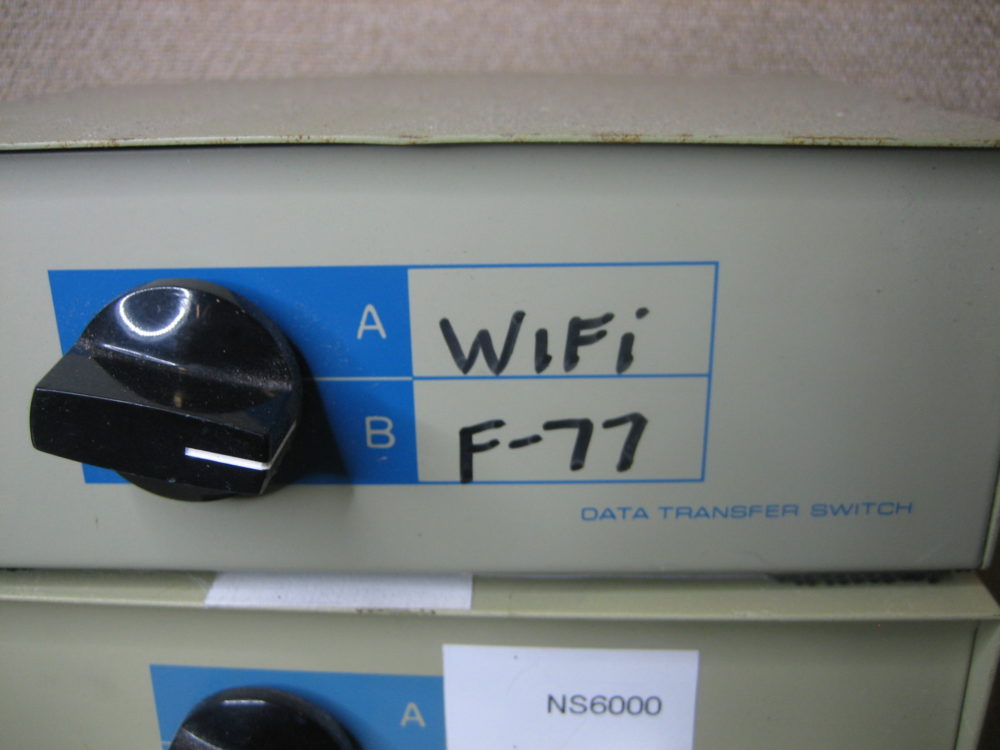 A WIFi
B F-77
DATA TRANSFER SWITCH
A NS6000